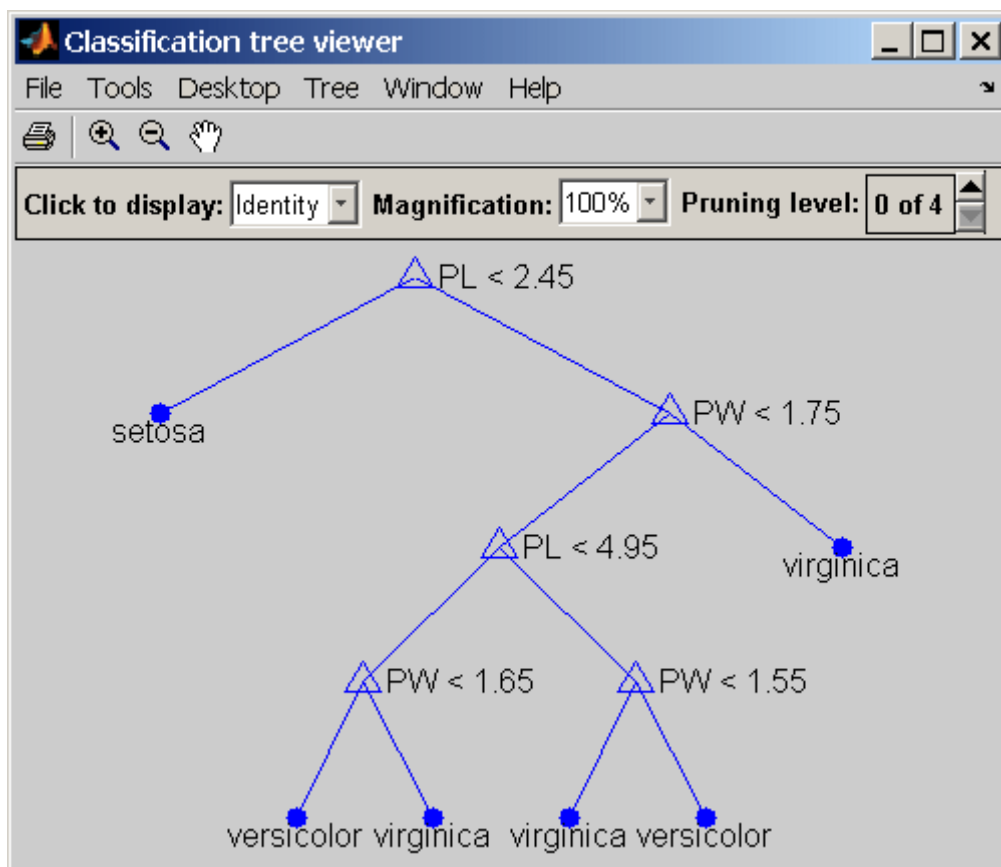 Classification tree viewer
File Tools Desktop Tree Window Help
Click to display: Identity Magnification: 100% Pruning level: 0 of 4
PL < 2.45
setosa
PW < 1.75
PL < 4.95
virginica
PW < 1.65
PW < 1.55
versicolor virginica virginica versicolor